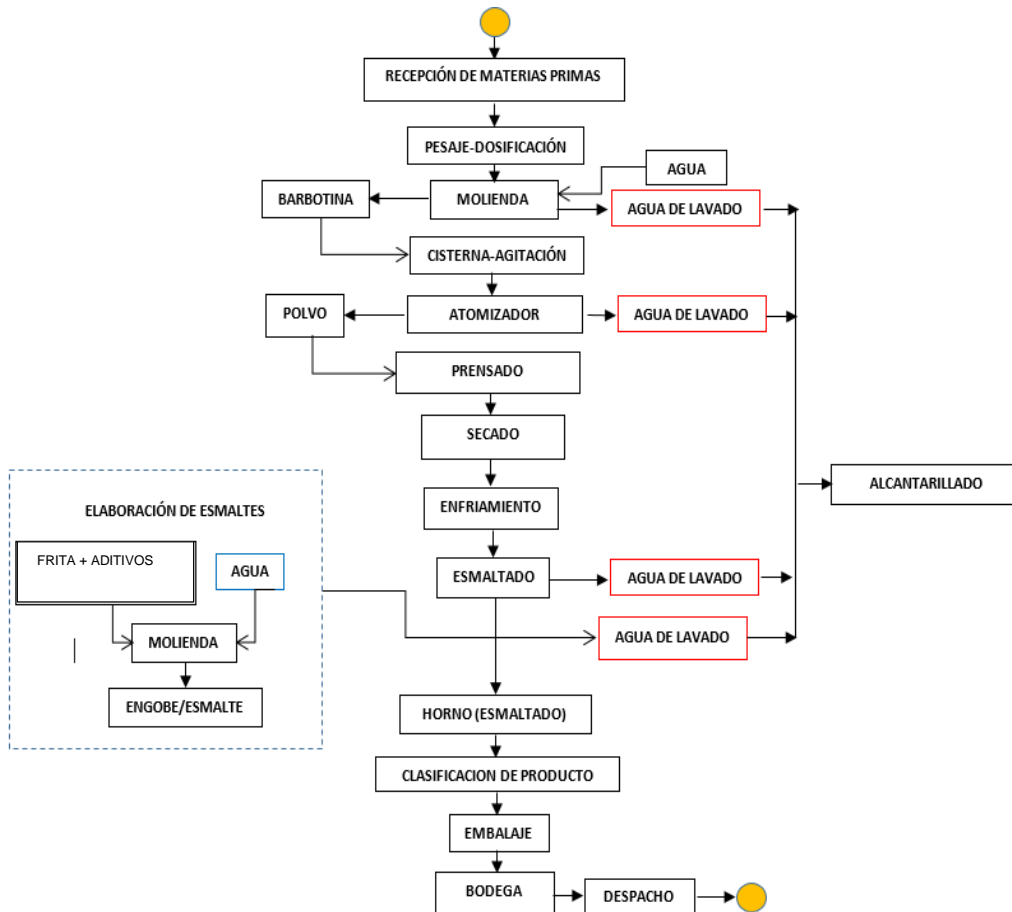 RECEPCIÓN DE MATERIAS PRIMAS
PESAJE-DOSIFICACIÓN
AGUA
BARBOTINA
MOLIENDA
AGUA DE LAVADO
CISTERNA-AGITACIÓN
POLVO
ATOMIZADOR
AGUA DE LAVADO
PRENSADO
SECADO
ALCANTARILLADO
ELABORACIÓN DE ESMALTES
ENFRIAMIENTO
FRITA + ADITIVOS
AGUA
ESMALTADO
AGUA DE LAVADO
MOLIENDA
AGUA DE LAVADO
ENGOBE/ESMALTE
HORNO (ESMALTADO)
CLASIFICACION DE PRODUCTO
EMBALAJE
BODEGA
DESPACHO